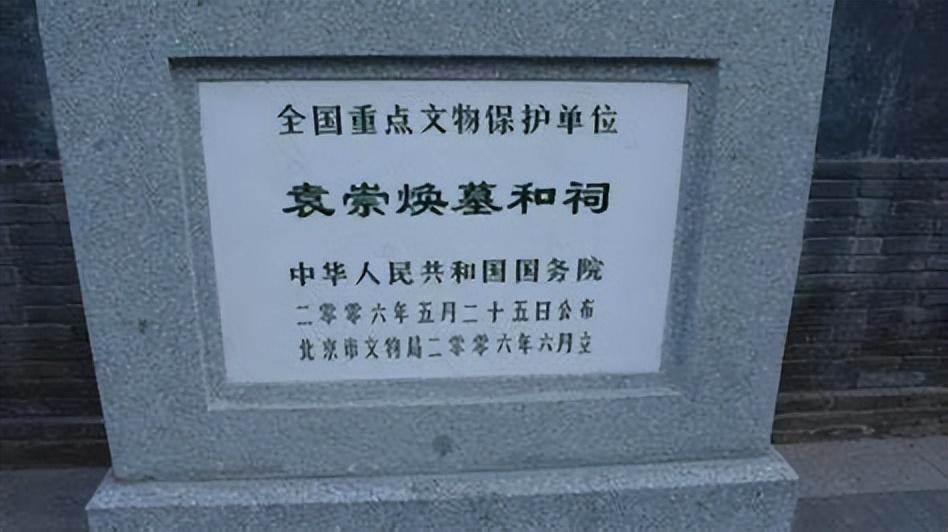 全国重点文物保护单位
袁崇焕墓和祠
中华人民共和国国务院
二零零六年五月二十五日公布
北京市文物局二零零六年六月立